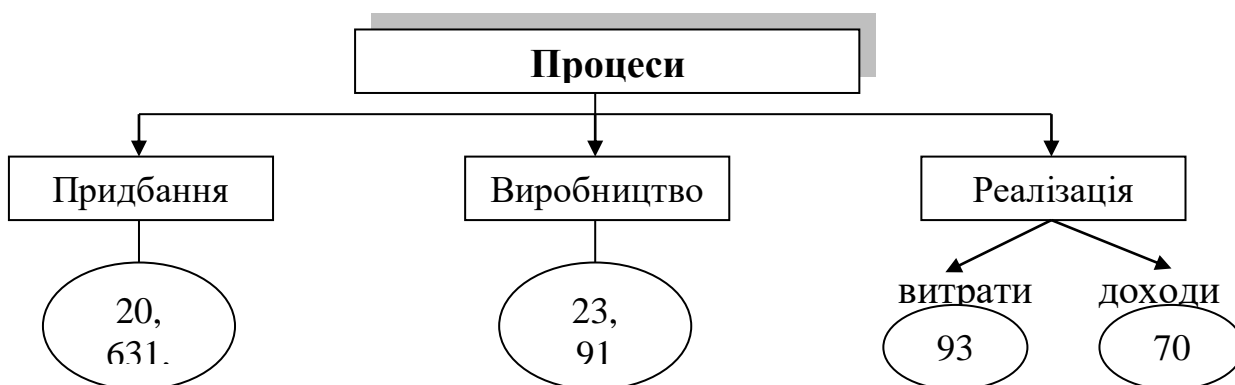 Процеси
Придбання
Виробництво
Реалізація
витрати
доходи
20,
631.
23,
91
93
70